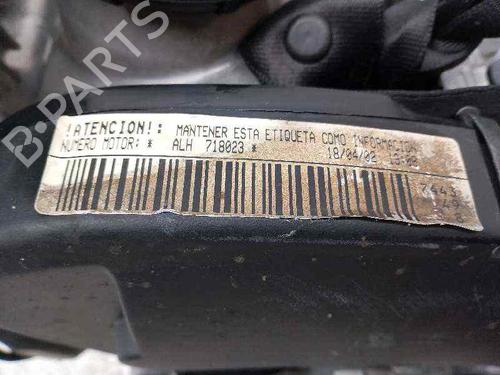 B-PARTS
!ATENCION!: MANTENER ESTA ETIQUETA COMO INFORMACION
NUMERO MOTOR: * ALH 718023 * 18/04/02